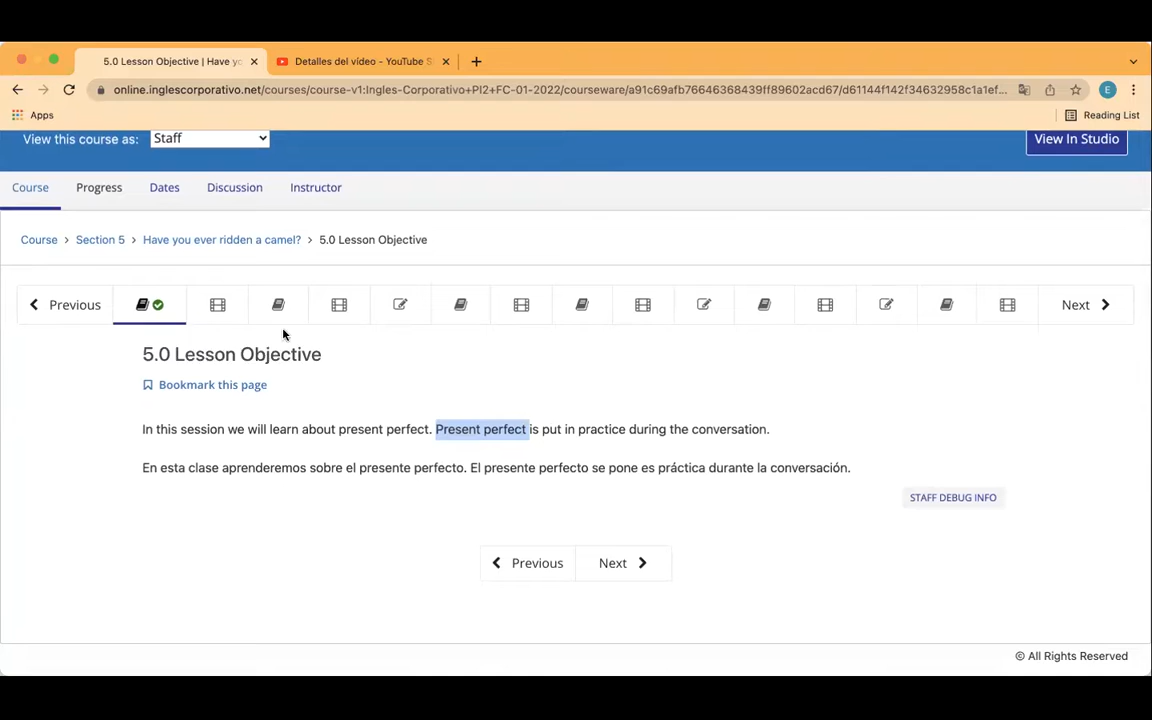 5.0 Lesson Objective | Have yo
Detalles del vídeo - YouTube S
online.inglescorporativo.net/courses/course-v1:Ingles-Corporativo+PI2+FC-01-2022/courseware/a91c69afb76646368439ff89602acd67/d61144f142f34632958c1a1ef...
E
Apps
Reading List
View this course as:
Staff
View In Studio
Course
Progress
Dates
Discussion
Instructor
Course > Section 5 > Have you ever ridden a camel? > 5.0 Lesson Objective
Previous
Next
5.0 Lesson Objective
Bookmark this page
In this session we will learn about present perfect. Present perfect is put in practice during the conversation.
En esta clase aprenderemos sobre el presente perfecto. El presente perfecto se pone es práctica durante la conversación.
STAFF DEBUG INFO
Previous
Next
© All Rights Reserved